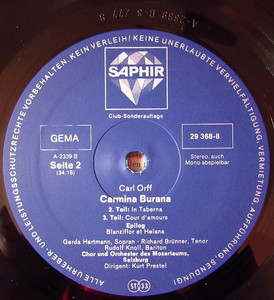 ALLE URHEBER- UND LEISTUNGSSCHUTZRECHTE VORBEHALTEN. KEIN VERLEIH! KEINE UNERLAUBTE VERVIELFÄLTIGUNG, VERMIETUNG, AUFFÜHRUNG, SENDUNG!
SAPHIR
Club-Sonderauflage
GEMA
29 368-8
A-2339 B
Seite 2
(34:18)
Stereo, auch
Mono abspielbar
Carl Orff
Carmina Burana
2. Teil: In Taberna
3. Teil: Cour d'amours
Epilog
Blanziflor et Helena
Gerda Hartmann, Sopran · Richard Brünner, Tenor
Rudolf Knoll, Bariton
Chor und Orchester des Mozarteums,
Salzburg
Dirigent: Kurt Prestel
ST 33